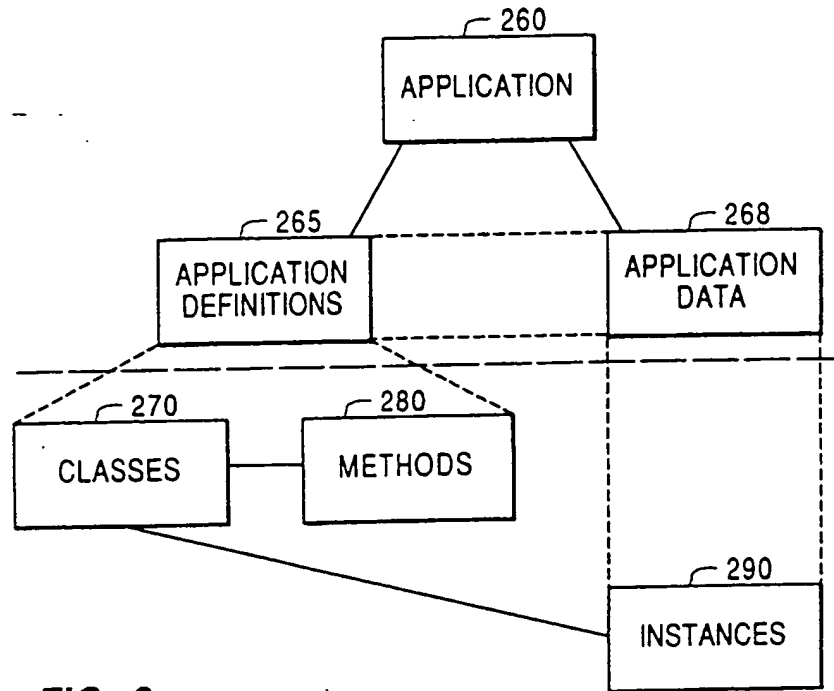 260
APPLICATION
265
APPLICATION
DEFINITIONS
268
APPLICATION
DATA
270
CLASSES
280
METHODS
290
INSTANCES